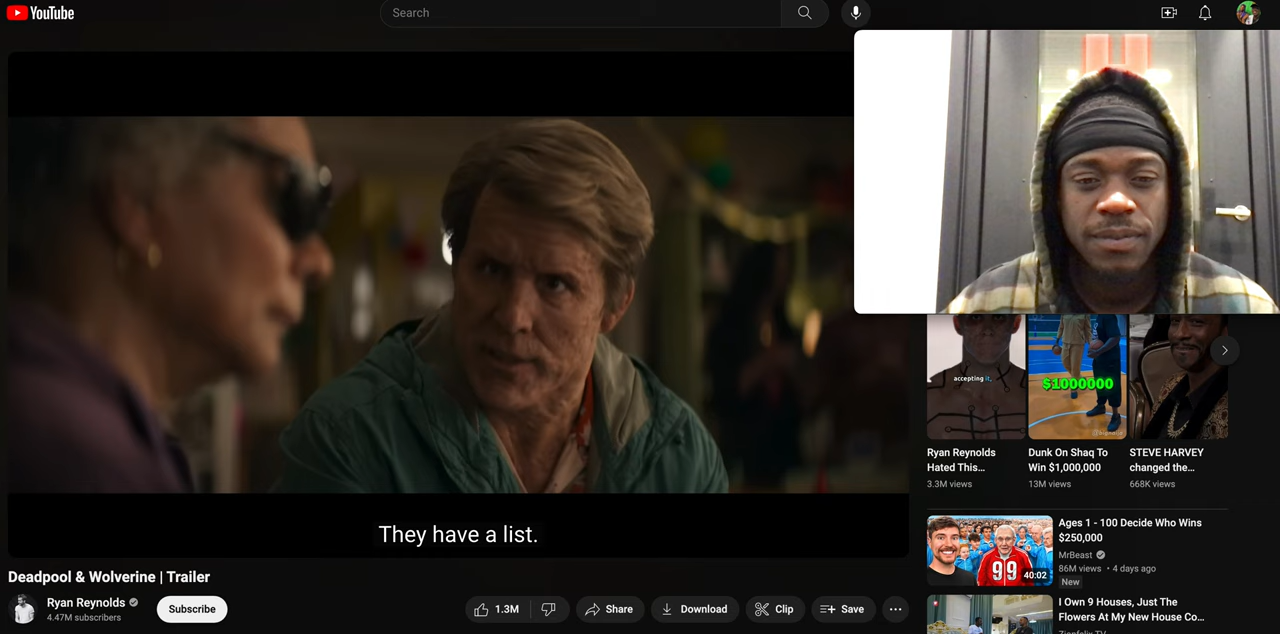 YouTube
Search
They have a list.
Deadpool & Wolverine | Trailer
Ryan Reynolds
4.47M subscribers
Subscribe
1.3M
Share
Download
Clip
Save
accepting it,
$1000000
Ryan Reynolds
Hated This...
3.3M views
Dunk On Shaq To
Win $1,000,000
13M views
STEVE HARVEY
changed the...
668K views
99
40:02
Ages 1 - 100 Decide Who Wins
$250,000
MrBeast
86M views • 4 days ago
New
I Own 9 Houses, Just The
Flowers At My New House Co...